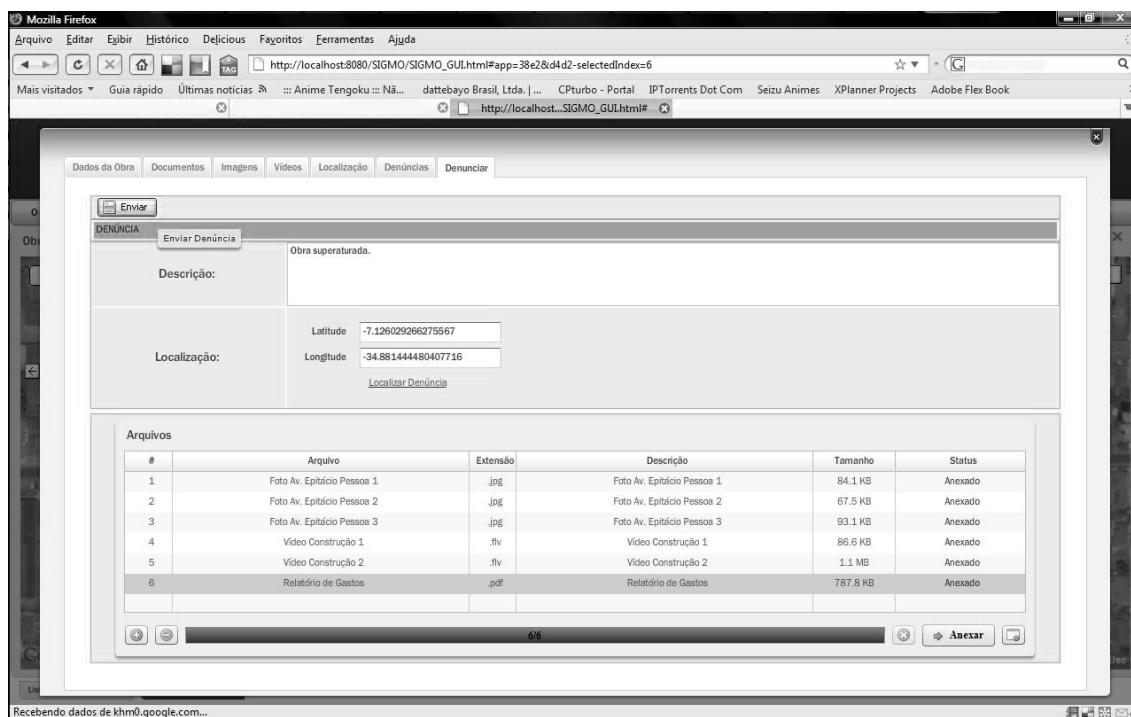 Mozilla Firefox
Arquivo Editar Exibir Histórico Delicious Favoritos Ferramentas Ajuda
TAG http://localhost:8080/SIGMO/SIGMO_GUI.html#app=38e2&d4d2-selectedIndex=6 G
Mais visitados Guia rápido Últimas notícias ::: Anime Tengoku ::: Nã... dattebayo Brasil, Ltda. | ... CPturbo - Portal IPTorrents Dot Com Seizu Animes XPlanner Projects Adobe Flex Book
http://localhost...SIGMO_GUI.html#
Dados da Obra Documentos Imagens Vídeos Localização Denúncias Denunciar
Enviar
DENÚNCIA
Enviar Denúncia
Descrição: Obra superaturada.
Latitude -7.126029266275567
Localização: Longitude -34.881444480407716
Localizar Denúncia
Arquivos
# Arquivo Extensão Descrição Tamanho Status
1 Foto Av. Epitácio Pessoa 1 .jpg Foto Av. Epitácio Pessoa 1 84.1 KB Anexado
2 Foto Av. Epitácio Pessoa 2 .jpg Foto Av. Epitácio Pessoa 2 67.5 KB Anexado
3 Foto Av. Epitácio Pessoa 3 .jpg Foto Av. Epitácio Pessoa 3 93.1 KB Anexado
4 Vídeo Construção 1 .flv Vídeo Construção 1 86.6 KB Anexado
5 Vídeo Construção 2 .flv Vídeo Construção 2 1.1 MB Anexado
6 Relatório de Gastos .pdf Relatório de Gastos 787.8 KB Anexado
6/6 Anexar
Recebendo dados de khm0.google.com...